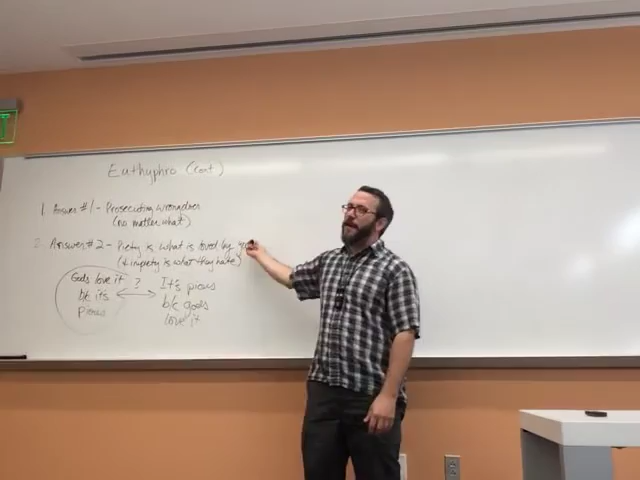 Euthyphro (cont)
1. Answer #1 - Prosecuting wrongdoers
(no matter what)
2. Answer #2 - Piety is what is loved by
(& impiety is what they hate)
Gods love it
b/c it's
pious
?
It's pious
b/c gods
love it